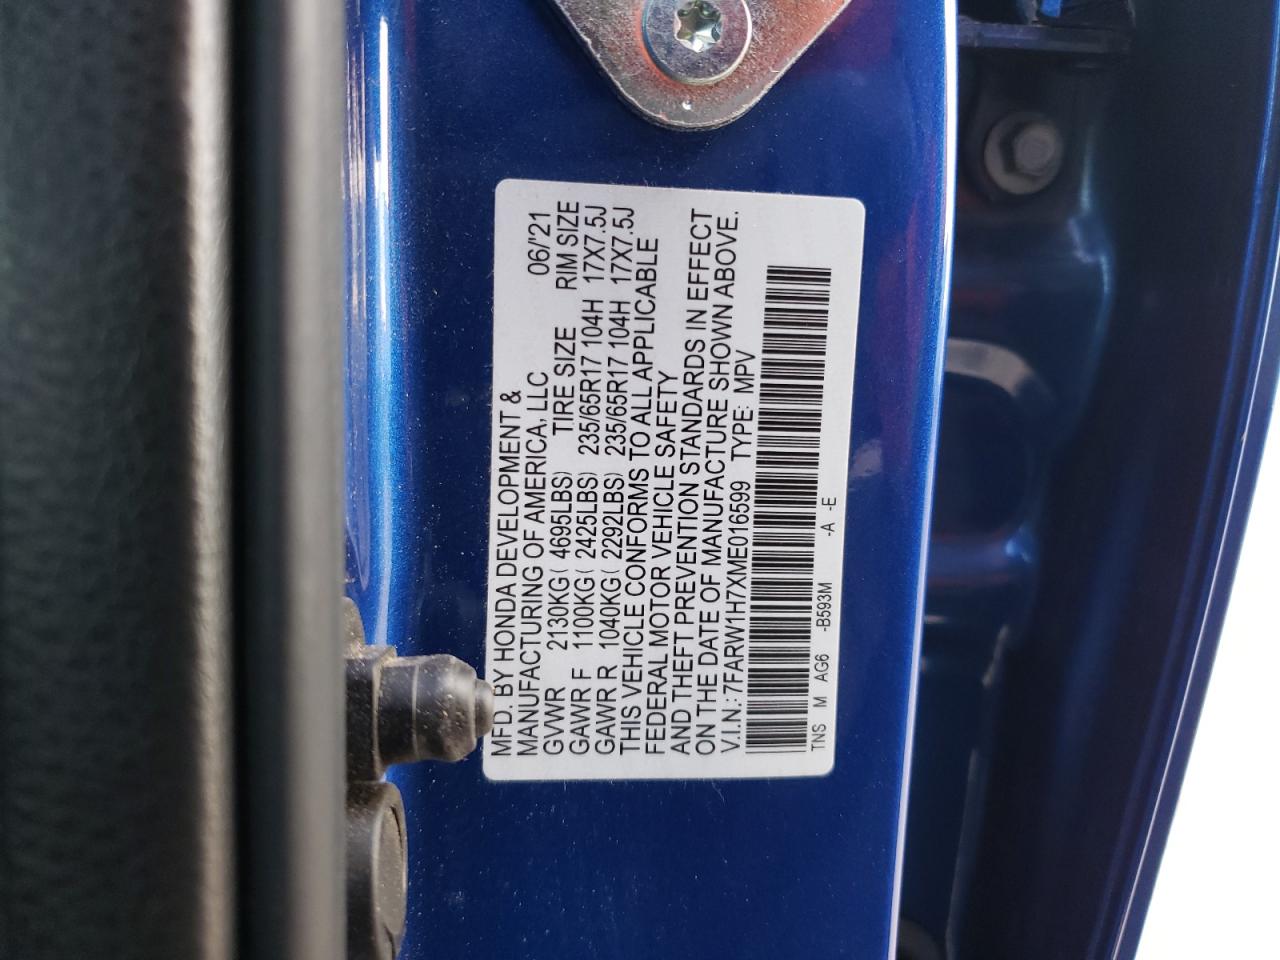 MFD. BY HONDA DEVELOPMENT &
MANUFACTURING OF AMERICA, LLC 06/'21
GVWR 2130KG( 4695LBS) TIRE SIZE RIM SIZE
GAWR F 1100KG( 2425LBS) 235/65R17 104H 17X7.5J
GAWR R 1040KG( 2292LBS) 235/65R17 104H 17X7.5J
THIS VEHICLE CONFORMS TO ALL APPLICABLE
FEDERAL MOTOR VEHICLE SAFETY
AND THEFT PREVENTION STANDARDS IN EFFECT
ON THE DATE OF MANUFACTURE SHOWN ABOVE.
V.I.N.: 7FARW1H7XME016599 TYPE: MPV
TNS M AG6 -B593M -A -E